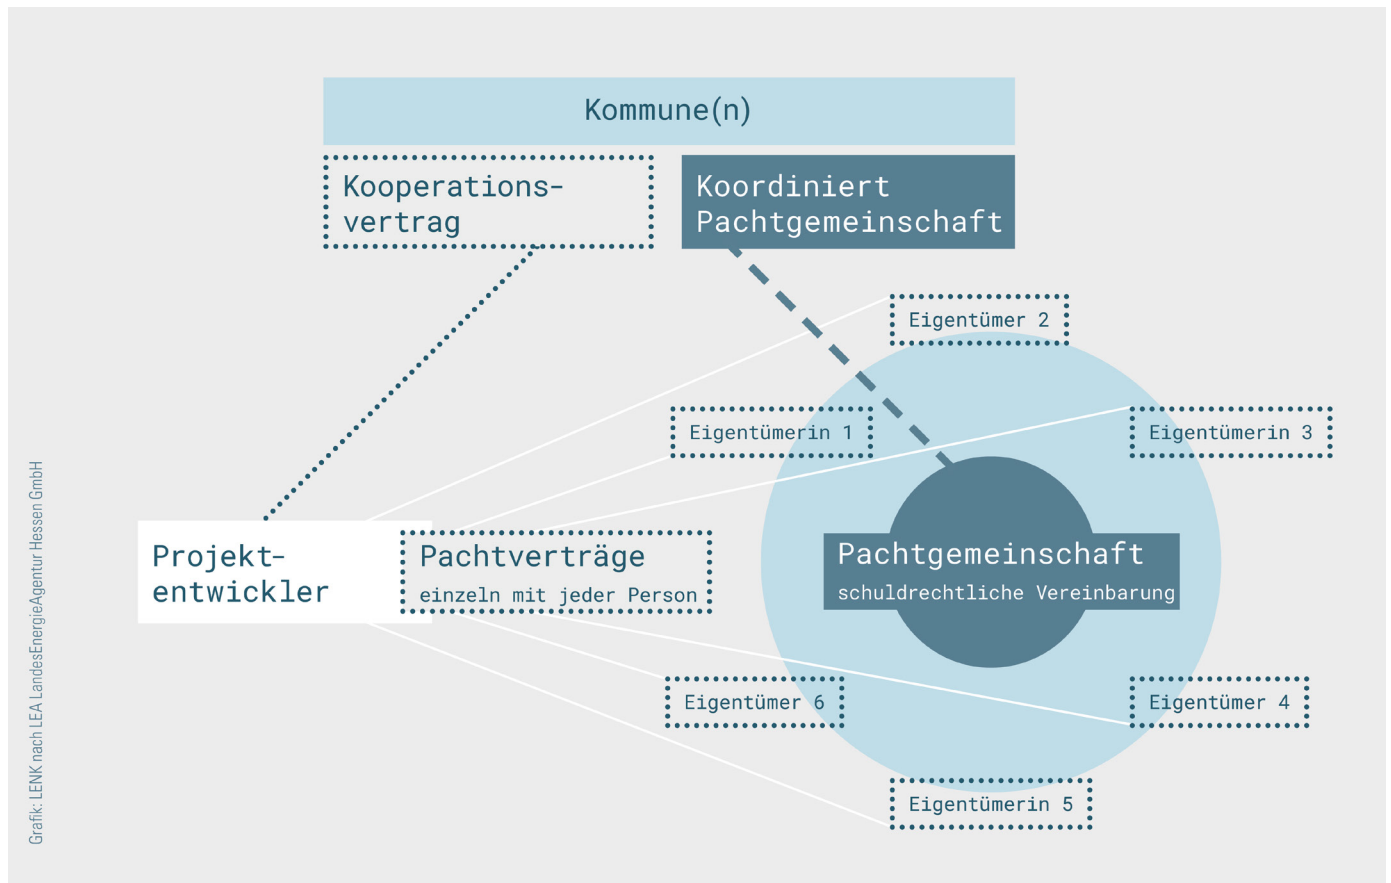 Kommune(n)
Kooperations-
vertrag
Koordiniert
Pachtgemeinschaft
Eigentümer 2
Eigentümerin 1
Eigentümerin 3
Projekt-
entwickler
Pachtverträge
einzeln mit jeder Person
Pachtgemeinschaft
schuldrechtliche Vereinbarung
Eigentümer 6
Eigentümer 4
Eigentümerin 5
Grafik: LENK nach LEA LandesEnergieAgentur Hessen GmbH